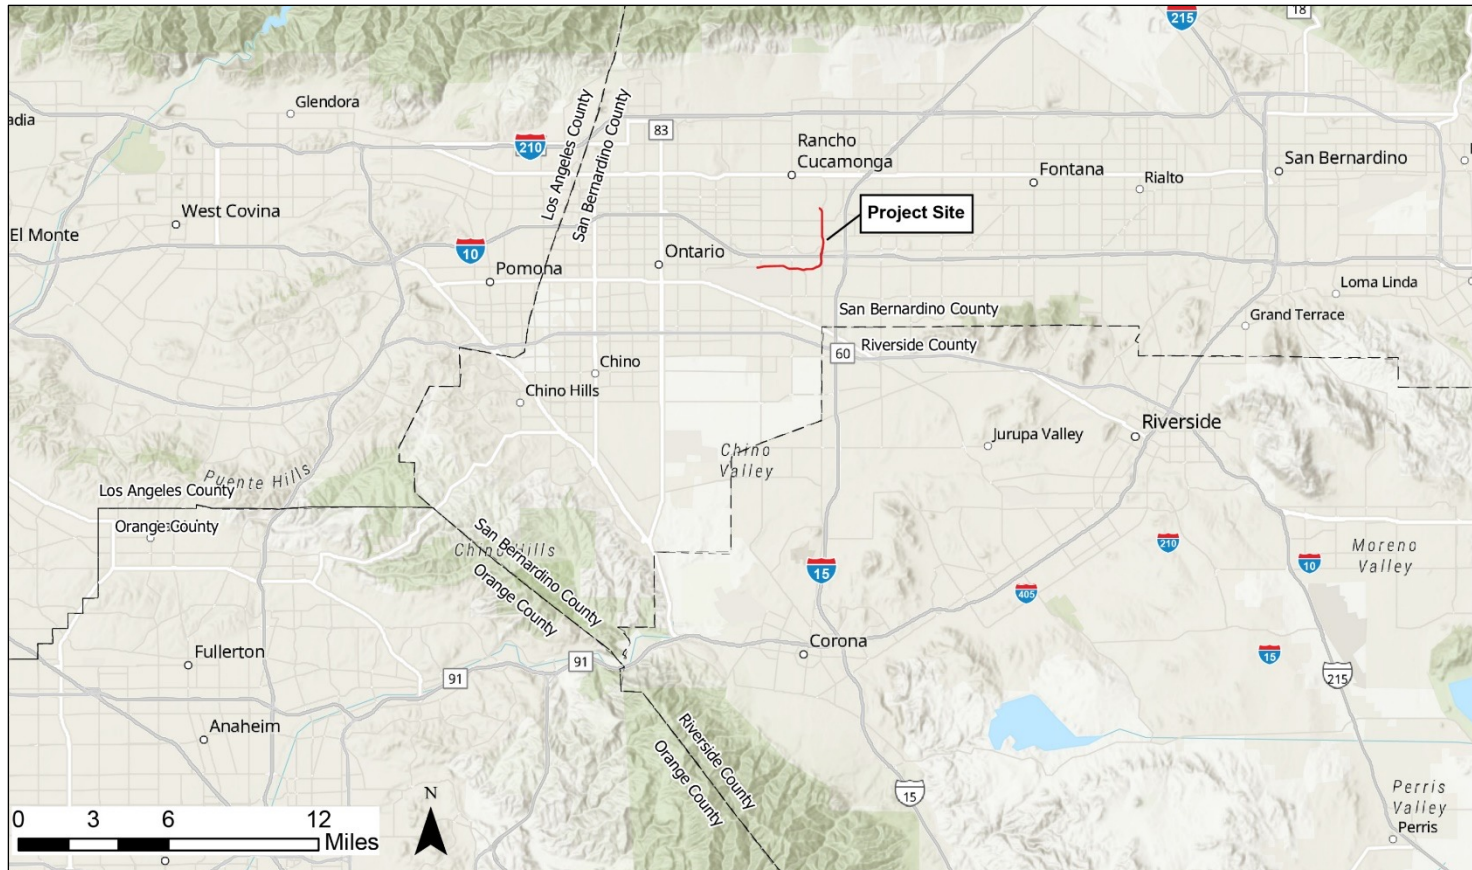 215
18
Glendora
adia
83
210
Los Angeles County
San Bernardino County
Rancho
Cucamonga
San Bernardino
Fontana
Rialto
West Covina
Project Site
El Monte
10
Ontario
Pomona
Loma Linda
San Bernardino County
Grand Terrace
Riverside County
60
Chino
Chino Hills
Riverside
Jurupa Valley
Chino
Valley
Puente Hills
Los Angeles County
Orange County
San Bernardino County
Chino Hills
Orange County
210
10
Moreno
Valley
15
405
Corona
Fullerton
91
91
15
215
Anaheim
Riverside County
Orange County
15
Perris
Valley
Perris
N
0 3 6 12
Miles